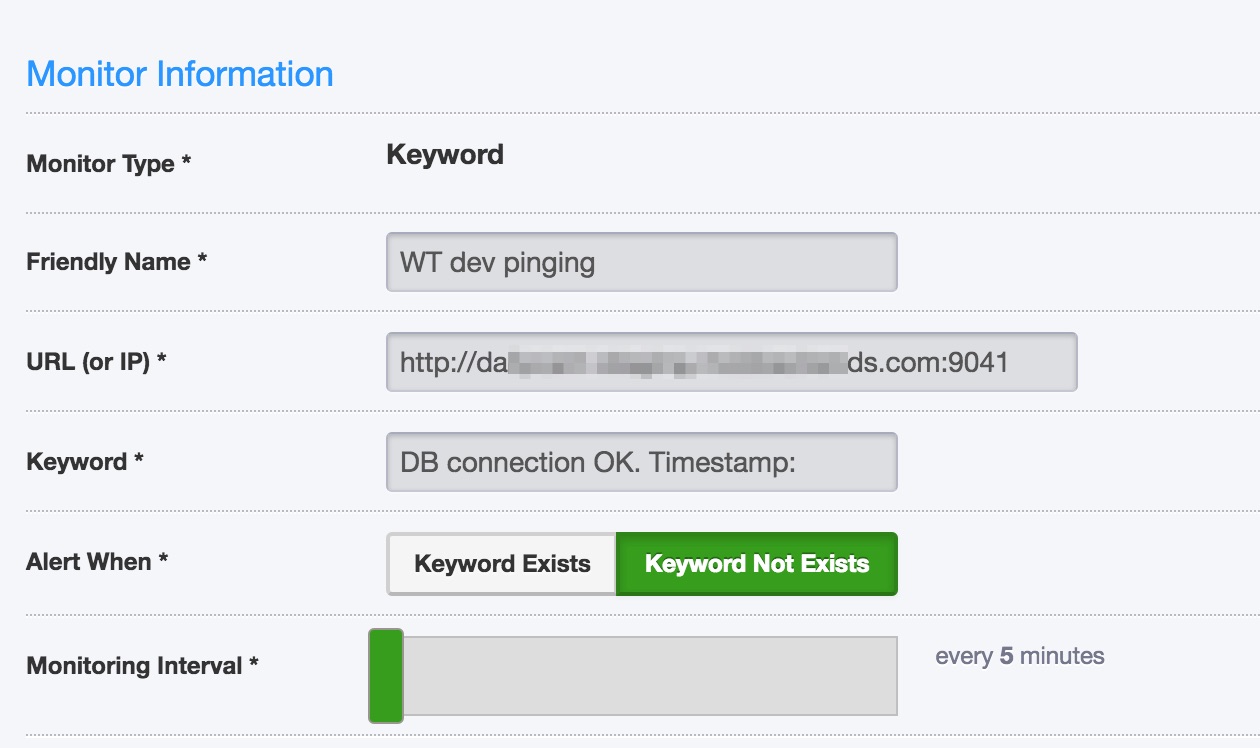 Monitor Information
Monitor Type * Keyword
Friendly Name * WT dev pinging
URL (or IP) * http://da ds.com:9041
Keyword * DB connection OK. Timestamp:
Alert When * Keyword Exists Keyword Not Exists
Monitoring Interval * every 5 minutes